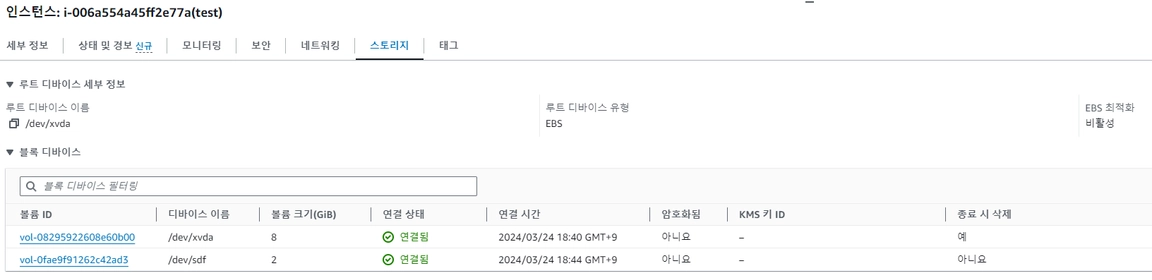 인스턴스: i-006a554a45ff2e77a(test)
세부 정보 상태 및 경보 신규 모니터링 보안 네트워킹 스토리지 태그
▼ 루트 디바이스 세부 정보
루트 디바이스 이름 루트 디바이스 유형 EBS 최적화
/dev/xvda EBS 비활성
▼ 블록 디바이스
블록 디바이스 필터링
볼륨 ID 디바이스 이름 볼륨 크기(GiB) 연결 상태 연결 시간 암호화됨 KMS 키 ID 종료 시 삭제
vol-08295922608e60b00 /dev/xvda 8 연결됨 2024/03/24 18:40 GMT+9 아니요 – 예
vol-0fae9f91262c42ad3 /dev/sdf 2 연결됨 2024/03/24 18:44 GMT+9 아니요 – 아니요